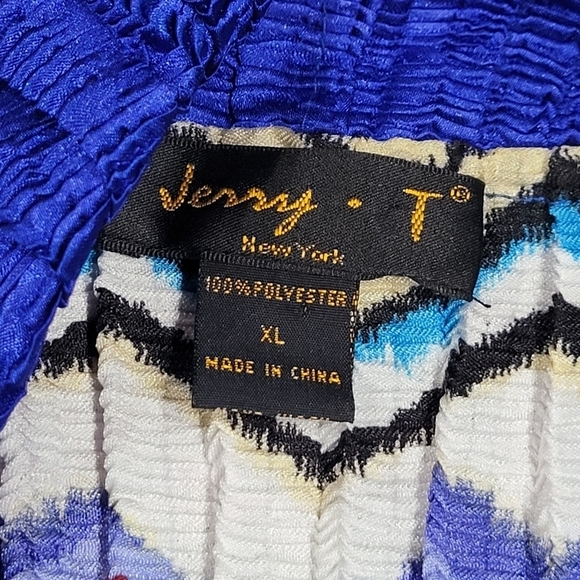 Jerry · T®
New York
100% POLYESTER
XL
MADE IN CHINA